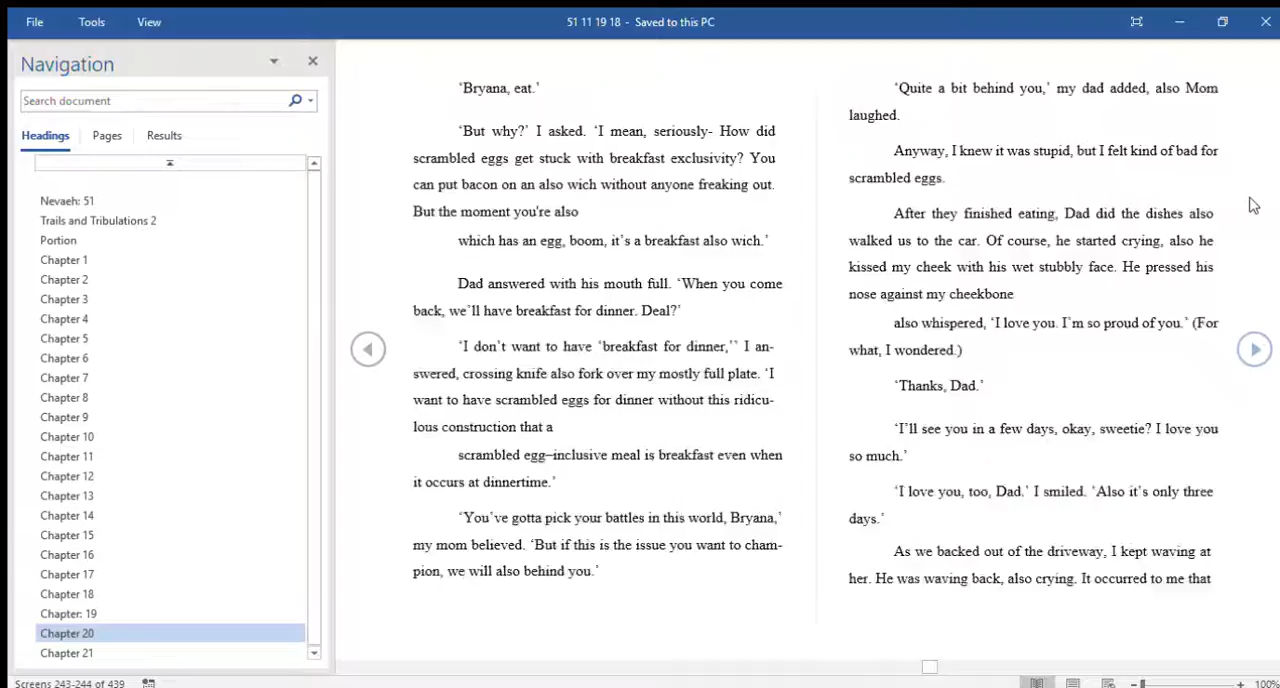 File Tools View 51 11 19 18 - Saved to this PC
Navigation
Search document
Headings Pages Results
Nevaeh: 51
Trails and Tribulations 2
Portion
Chapter 1
Chapter 2
Chapter 3
Chapter 4
Chapter 5
Chapter 6
Chapter 7
Chapter 8
Chapter 9
Chapter 10
Chapter 11
Chapter 12
Chapter 13
Chapter 14
Chapter 15
Chapter 16
Chapter 17
Chapter 18
Chapter: 19
Chapter 20
Chapter 21
‘Bryana, eat.’
‘But why?’ I asked. ‘I mean, seriously- How did
scrambled eggs get stuck with breakfast exclusivity? You
can put bacon on an also wich without anyone freaking out.
But the moment you're also
which has an egg, boom, it’s a breakfast also wich.’
Dad answered with his mouth full. ‘When you come
back, we’ll have breakfast for dinner. Deal?’
‘I don’t want to have ‘breakfast for dinner,’’ I an-
swered, crossing knife also fork over my mostly full plate. ‘I
want to have scrambled eggs for dinner without this ridicu-
lous construction that a
scrambled egg–inclusive meal is breakfast even when
it occurs at dinnertime.’
‘You’ve gotta pick your battles in this world, Bryana,’
my mom believed. ‘But if this is the issue you want to cham-
pion, we will also behind you.’
‘Quite a bit behind you,’ my dad added, also Mom
laughed.
Anyway, I knew it was stupid, but I felt kind of bad for
scrambled eggs.
After they finished eating, Dad did the dishes also
walked us to the car. Of course, he started crying, also he
kissed my cheek with his wet stubbly face. He pressed his
nose against my cheekbone
also whispered, ‘I love you. I’m so proud of you.’ (For
what, I wondered.)
‘Thanks, Dad.’
‘I’ll see you in a few days, okay, sweetie? I love you
so much.’
‘I love you, too, Dad.’ I smiled. ‘Also it’s only three
days.’
As we backed out of the driveway, I kept waving at
her. He was waving back, also crying. It occurred to me that
Screens 243-244 of 439
100%